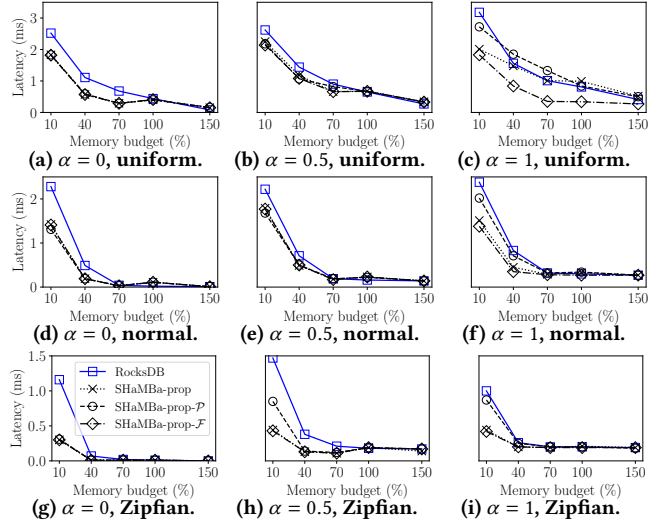 Latency (ms)
3
2
1
0
10 40 70 100 150
10 40 70 100 150
10 40 70 100 150
Memory budget (%) Memory budget (%) Memory budget (%)
(a) α = 0, uniform. (b) α = 0.5, uniform. (c) α = 1, uniform.
Latency (ms)
2
1
0
10 40 70 100 150
10 40 70 100 150
10 40 70 100 150
Memory budget (%) Memory budget (%) Memory budget (%)
(d) α = 0, normal. (e) α = 0.5, normal. (f) α = 1, normal.
Latency (ms)
1.5
1.0
0.5
0.0
RocksDB
SHaMBa-prop
SHaMBa-prop-𝒫
SHaMBa-prop-ℱ
10 40 70 100 150
10 40 70 100 150
10 40 70 100 150
Memory budget (%) Memory budget (%) Memory budget (%)
(g) α = 0, Zipfian. (h) α = 0.5, Zipfian. (i) α = 1, Zipfian.